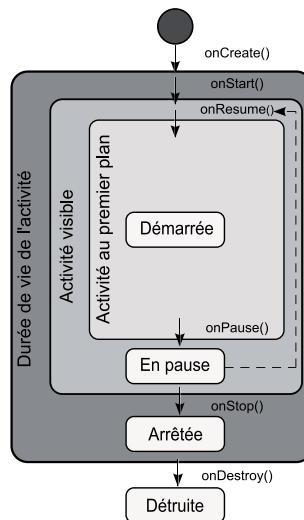 onCreate()
onStart()
onResume()
Durée de vie de l'activité
Activité visible
Activité au premier plan
Démarrée
onPause()
En pause
onStop()
Arrêtée
onDestroy()
Détruite